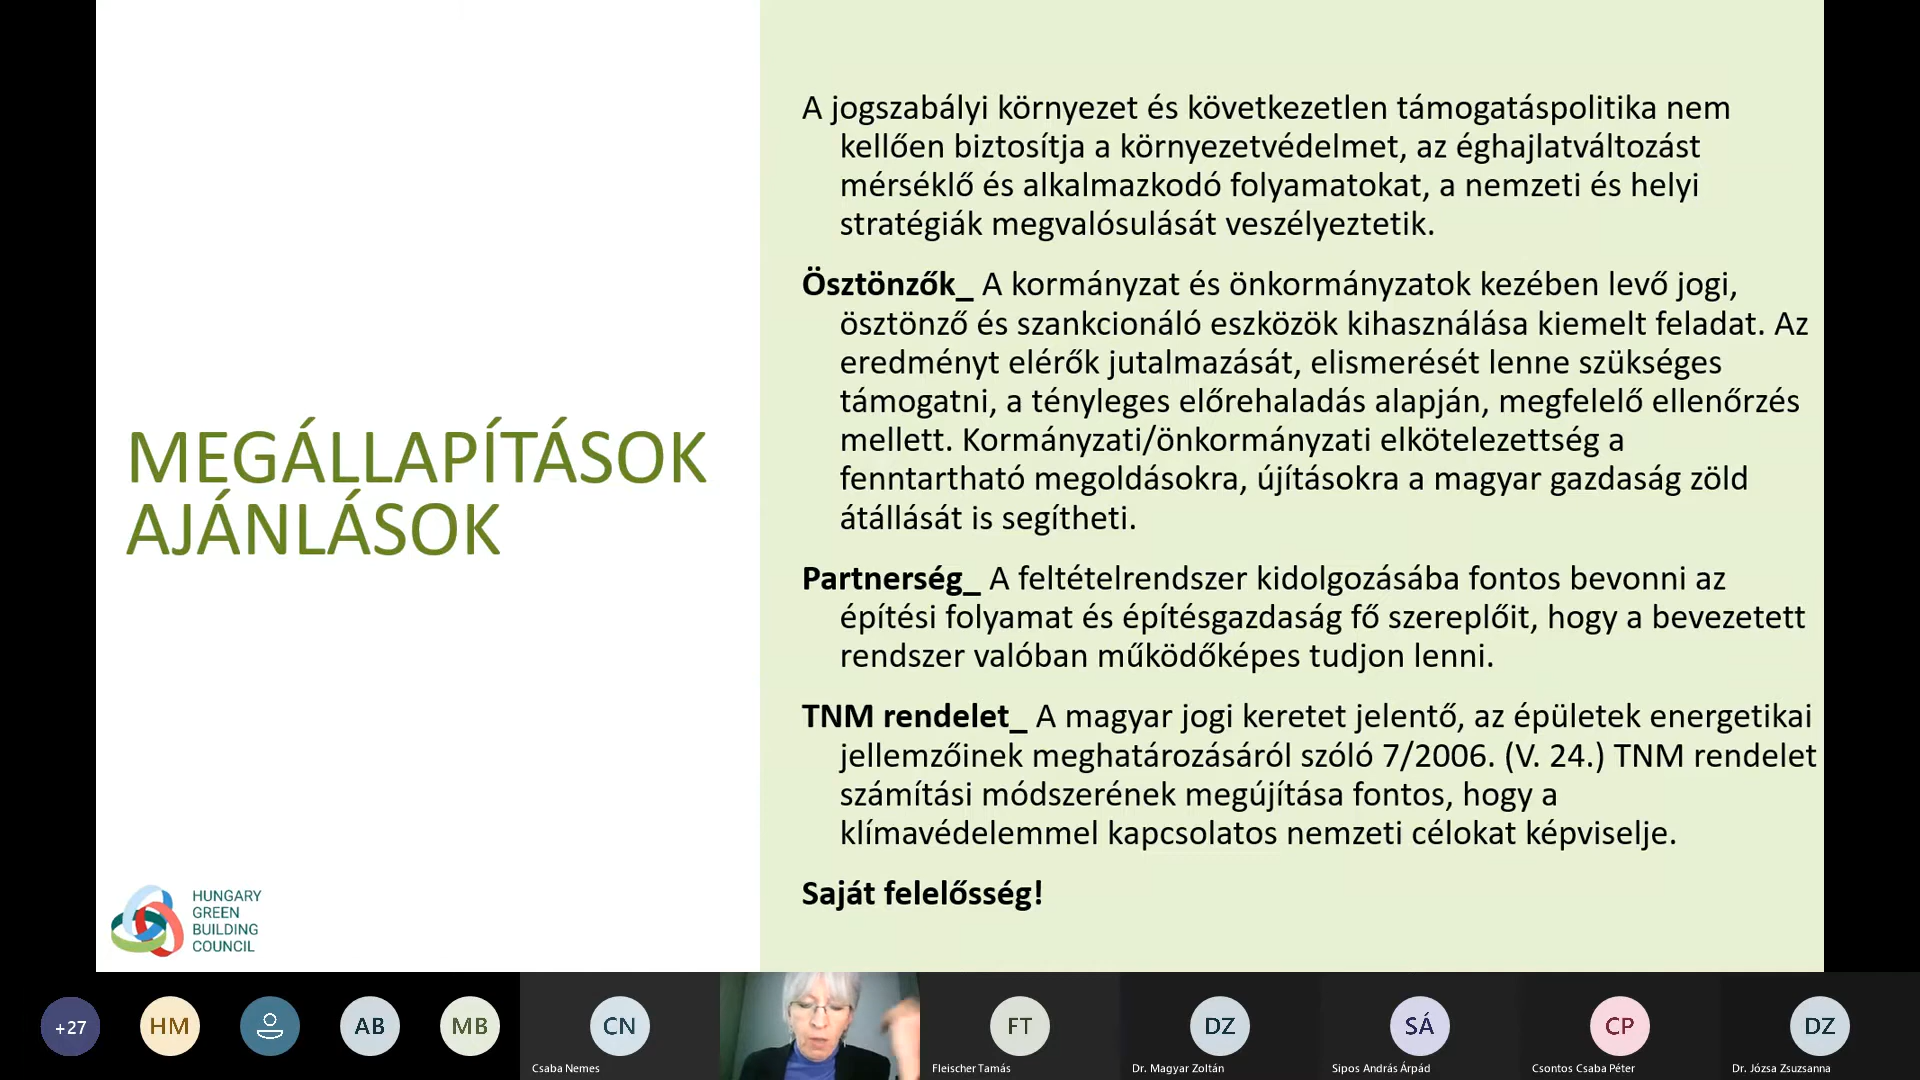 MEGÁLLAPÍTÁSOK
AJÁNLÁSOK
A jogszabályi környezet és következetlen támogatáspolitika nem
kellően biztosítja a környezetvédelmet, az éghajlatváltozást
mérséklő és alkalmazkodó folyamatokat, a nemzeti és helyi
stratégiák megvalósulását veszélyeztetik.
Ösztönzők_ A kormányzat és önkormányzatok kezében levő jogi,
ösztönző és szankcionáló eszközök kihasználása kiemelt feladat. Az
eredményt elérők jutalmazását, elismerését lenne szükséges
támogatni, a tényleges előrehaladás alapján, megfelelő ellenőrzés
mellett. Kormányzati/önkormányzati elkötelezettség a
fenntartható megoldásokra, újításokra a magyar gazdaság zöld
átállását is segítheti.
Partnerség_ A feltételrendszer kidolgozásába fontos bevonni az
építési folyamat és építésgazdaság fő szereplőit, hogy a bevezetett
rendszer valóban működőképes tudjon lenni.
TNM rendelet_ A magyar jogi keretet jelentő, az épületek energetikai
jellemzőinek meghatározásáról szóló 7/2006. (V. 24.) TNM rendelet
számítási módszerének megújítása fontos, hogy a
klímavédelemmel kapcsolatos nemzeti célokat képviselje.
Saját felelősség!
HUNGARY
GREEN
BUILDING
COUNCIL
+27
HM
AB
MB
CN
Csaba Nemes
FT
Fleischer Tamás
DZ
Dr. Magyar Zoltán
SÁ
Sipos András Árpád
CP
Csontos Csaba Péter
DZ
Dr. Józsa Zsuzsanna